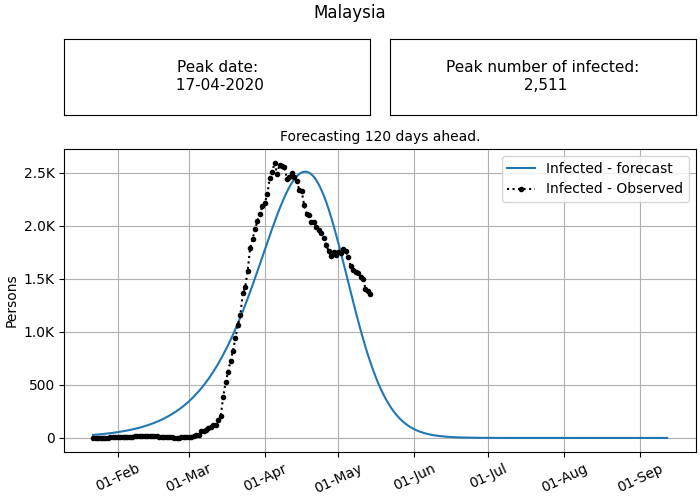 Malaysia
Peak date:
17-04-2020
Peak number of infected:
2,511
Forecasting 120 days ahead.
Infected - forecast
Infected - Observed
Persons
2.5K
2.0K
1.5K
1.0K
500
0
01-Feb
01-Mar
01-Apr
01-May
01-Jun
01-Jul
01-Aug
01-Sep